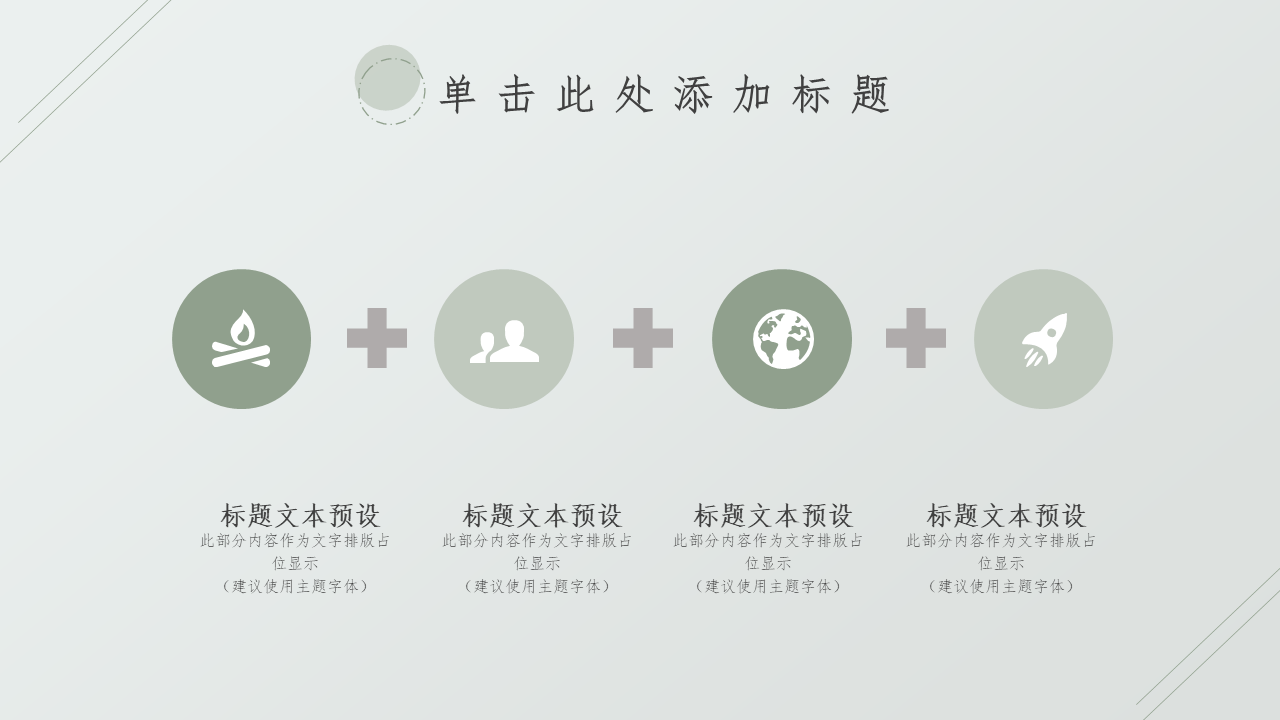 单击此处添加标题
标题文本预设
此部分内容作为文字排版占
位显示
（建议使用主题字体）
标题文本预设
此部分内容作为文字排版占
位显示
（建议使用主题字体）
标题文本预设
此部分内容作为文字排版占
位显示
（建议使用主题字体）
标题文本预设
此部分内容作为文字排版占
位显示
（建议使用主题字体）